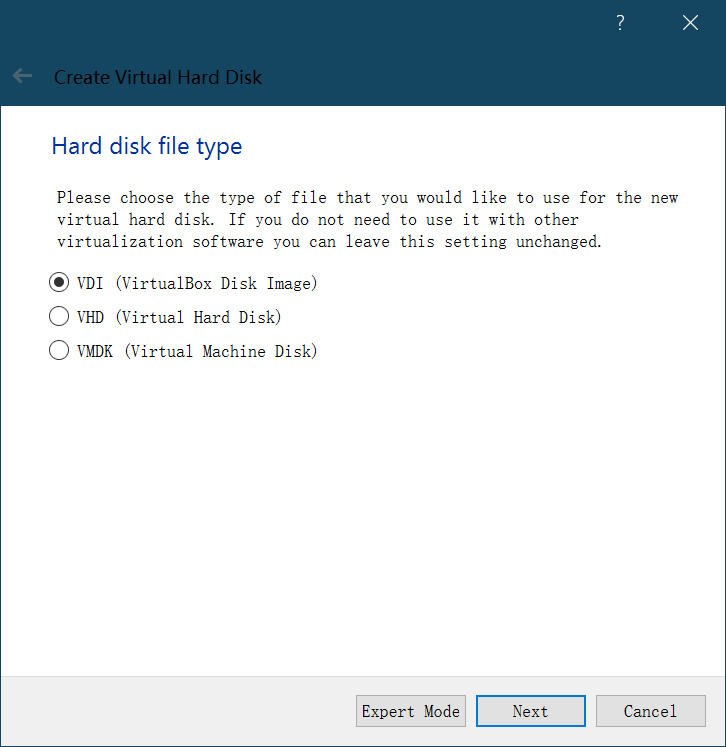 ?
Create Virtual Hard Disk
Hard disk file type
Please choose the type of file that you would like to use for the new
virtual hard disk. If you do not need to use it with other
virtualization software you can leave this setting unchanged.
VDI (VirtualBox Disk Image)
VHD (Virtual Hard Disk)
VMDK (Virtual Machine Disk)
Expert Mode Next Cancel